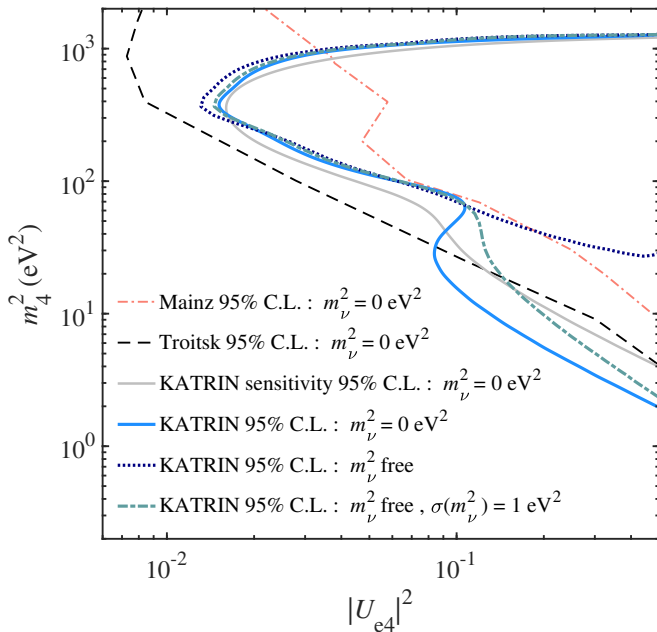 10^3
10^2
10^1
10^0
m_4^2 (eV^2)
Mainz 95% C.L. : m_ν^2 = 0 eV^2
Troitsk 95% C.L. : m_ν^2 = 0 eV^2
KATRIN sensitivity 95% C.L. : m_ν^2 = 0 eV^2
KATRIN 95% C.L. : m_ν^2 = 0 eV^2
KATRIN 95% C.L. : m_ν^2 free
KATRIN 95% C.L. : m_ν^2 free , σ(m_ν^2) = 1 eV^2
10^-2 10^-1
|U_e4|^2